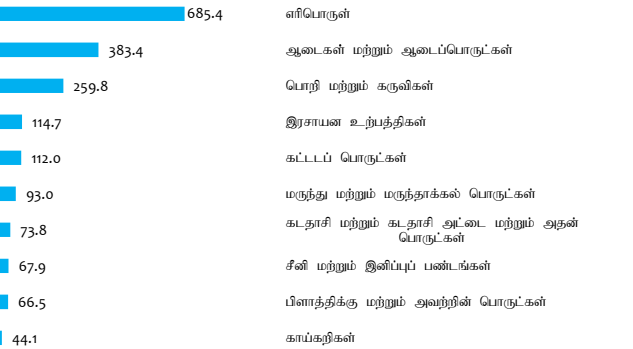 685.4 எரிபொருள்
383.4 ஆடைகள் மற்றும் ஆடைப்பொருட்கள்
259.8 பொறி மற்றும் கருவிகள்
114.7 இரசாயன உற்பத்திகள்
112.0 கட்டடப் பொருட்கள்
93.0 மருந்து மற்றும் மருந்தாக்கல் பொருட்கள்
73.8 கடதாசி மற்றும் கடதாசி அட்டை மற்றும் அதன்
பொருட்கள்
67.9 சீனி மற்றும் இனிப்புப் பண்டங்கள்
66.5 பிளாத்திக்கு மற்றும் அவற்றின் பொருட்கள்
44.1 காய்கறிகள்